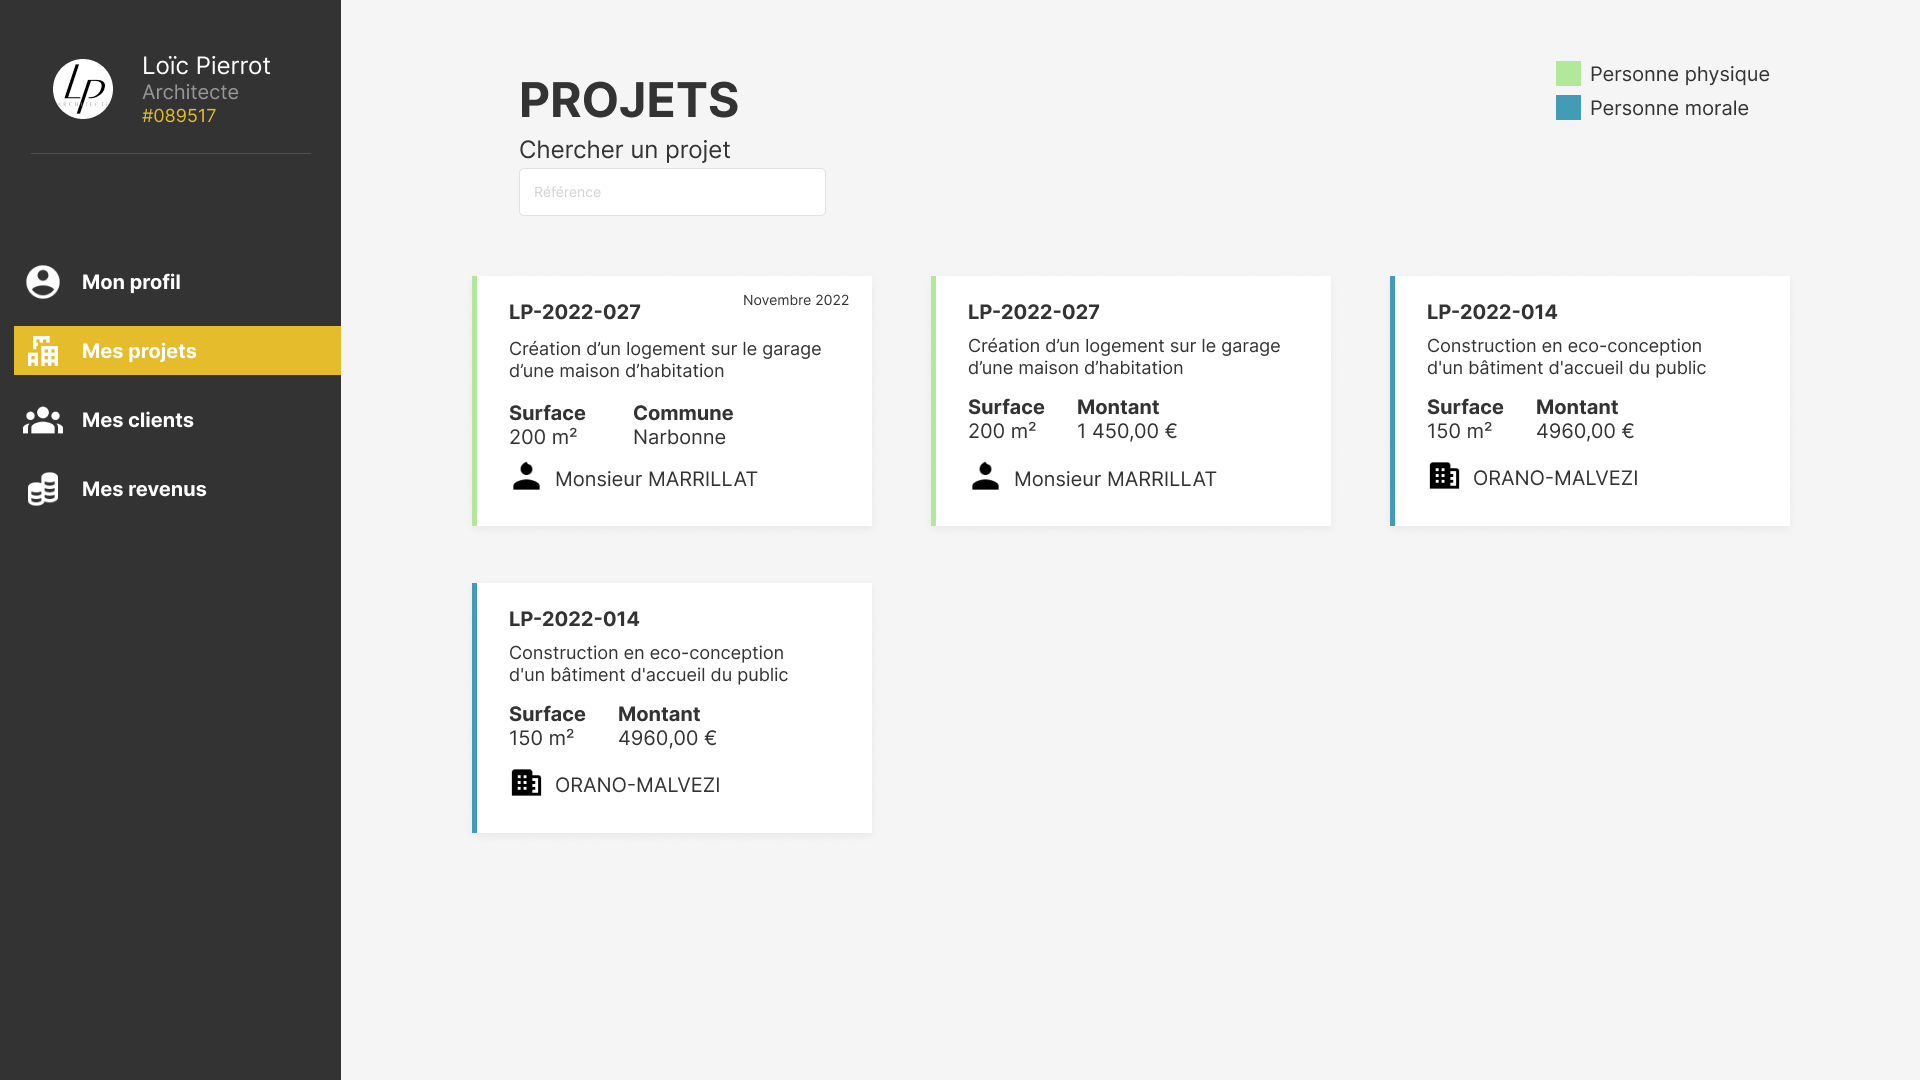 Lp
Loïc Pierrot
Architecte
#089517
Mon profil
Mes projets
Mes clients
Mes revenus
PROJETS
Chercher un projet
Référence
Personne physique
Personne morale
LP-2022-027
Novembre 2022
Création d’un logement sur le garage
d’une maison d’habitation
Surface
Commune
200 m²
Narbonne
Monsieur MARRILLAT
LP-2022-027
Création d’un logement sur le garage
d’une maison d’habitation
Surface
Montant
200 m²
1 450,00 €
Monsieur MARRILLAT
LP-2022-014
Construction en eco-conception
d'un bâtiment d'accueil du public
Surface
Montant
150 m²
4960,00 €
ORANO-MALVEZI
LP-2022-014
Construction en eco-conception
d'un bâtiment d'accueil du public
Surface
Montant
150 m²
4960,00 €
ORANO-MALVEZI